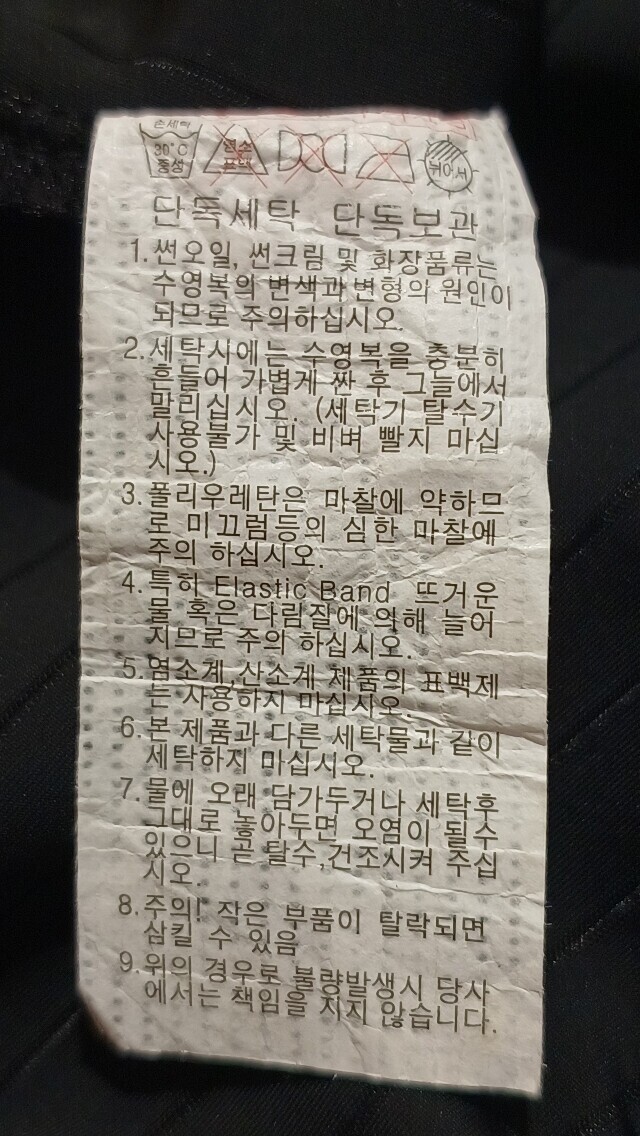 손세탁
30°C
중성
염소
표백
뉘어서
단독세탁 단독보관
1.썬오일, 썬크림 및 화장품류는
수영복의 변색과변형의 원인이
되므로 주의하십시오.
2.세탁시에는 수영복을 충분히
흔들어 가볍게 짠 후 그늘에서
말리십시오. (세탁기 탈수기
사용불가 및 비벼 빨지 마십
시오.)
3.폴리우레탄은 마찰에 약하므
로 미끄럼등의 심한 마찰에
주의 하십시오.
4.특허 Elastic Band 뜨거운
물 혹은 다림질에 의해 늘어
지므로 주의 하십시오.
5.염소계,산소계 제품의 표백제
는 사용하지 마십시오.
6.본 제품과 다른 세탁물과 같이
세탁하지 마십시오.
7.물에 오래 담가두거나 세탁후
그대로 놓아두면 오염이 될수
있으니 곧 탈수,건조시켜 주십
시오.
8.주의! 작은 부품이 탈락되면
삼킬 수 있음
9.위의 경우로 불량발생시 당사
에서는 책임을 지지 않습니다.